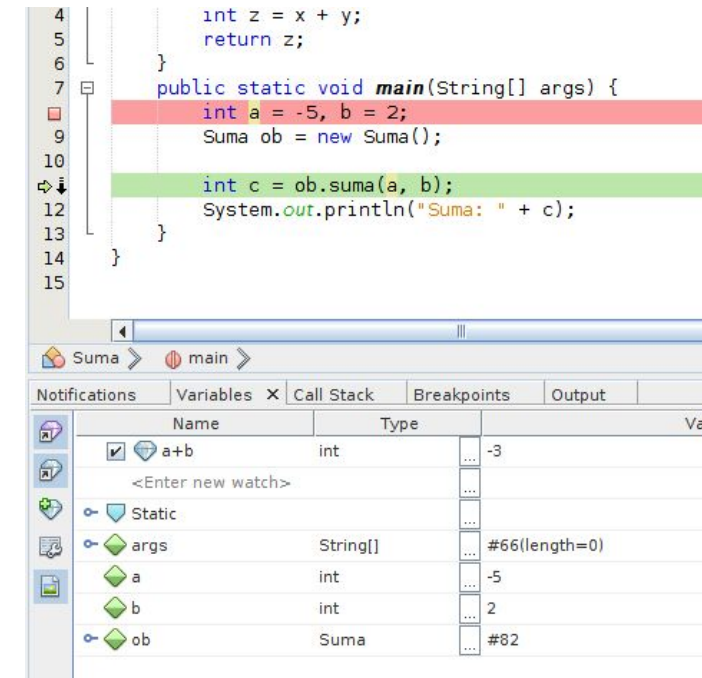 4 int z = x + y;
5 return z;
6 }
7 public static void main(String[] args) {
int a = -5, b = 2;
9 Suma ob = new Suma();
10
int c = ob.suma(a, b);
12 System.out.println("Suma: " + c);
13 }
14 }
15
Suma main
Notifications Variables Call Stack Breakpoints Output
Name Type
a+b int ... -3
<Enter new watch> ...
Static ...
args String[] ... #66(length=0)
a int ... -5
b int ... 2
ob Suma ... #82